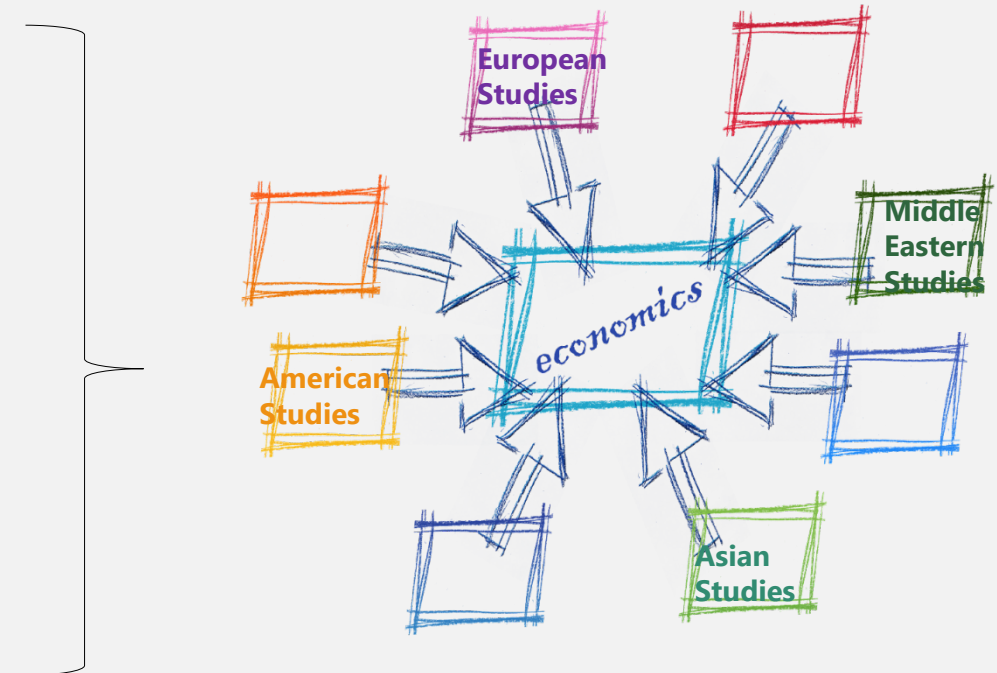 European
Studies
Middle
Eastern
Studies
economics
American
Studies
Asian
Studies